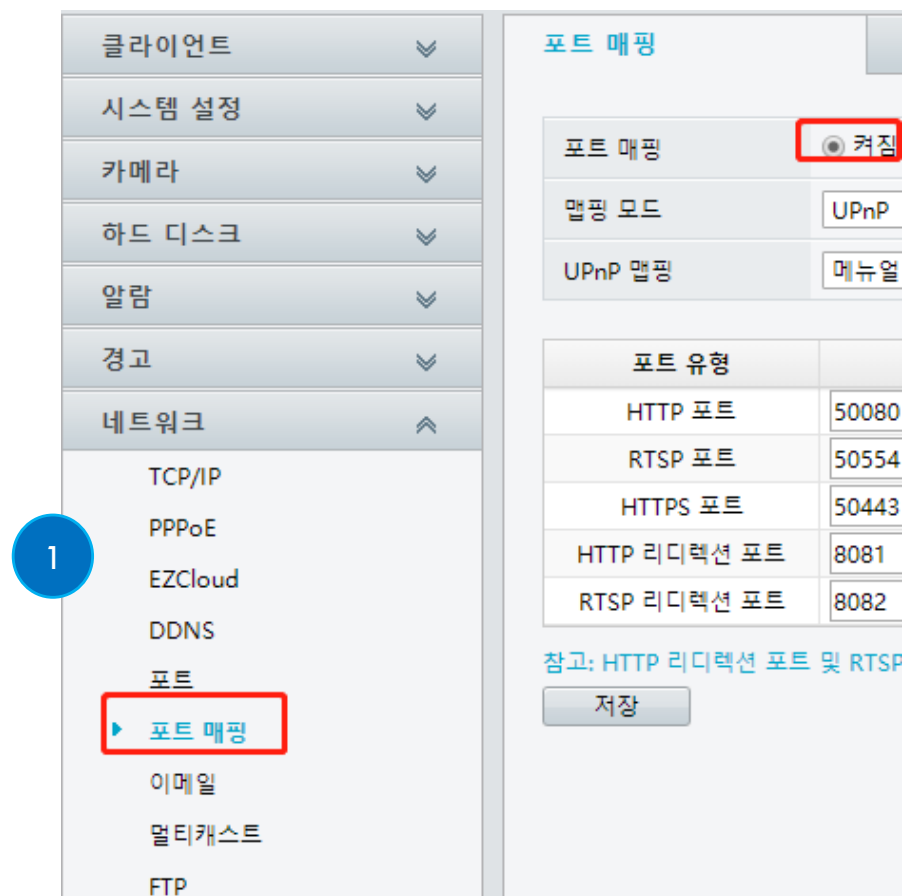 클라이언트
시스템 설정
카메라
하드 디스크
알람
경고
네트워크
TCP/IP
PPPoE
1
EZCloud
DDNS
포트
포트 매핑
이메일
멀티캐스트
FTP
포트 매핑
포트 매핑 켜짐
맵핑 모드 UPnP
UPnP 맵핑 메뉴얼
포트 유형
HTTP 포트 50080
RTSP 포트 50554
HTTPS 포트 50443
HTTP 리디렉션 포트 8081
RTSP 리디렉션 포트 8082
참고: HTTP 리디렉션 포트 및 RTSP
저장